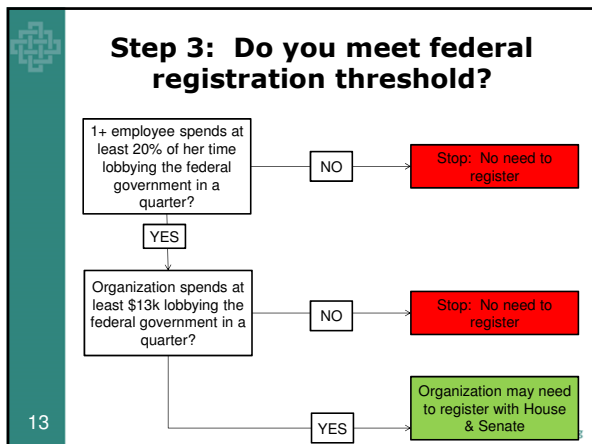 Step 3: Do you meet federal
registration threshold?
1+ employee spends at
least 20% of her time
lobbying the federal
government in a
quarter?
NO
Stop: No need to
register
YES
Organization spends at
least $13k lobbying the
federal government in a
quarter?
NO
Stop: No need to
register
YES
Organization may need
to register with House
& Senate
13